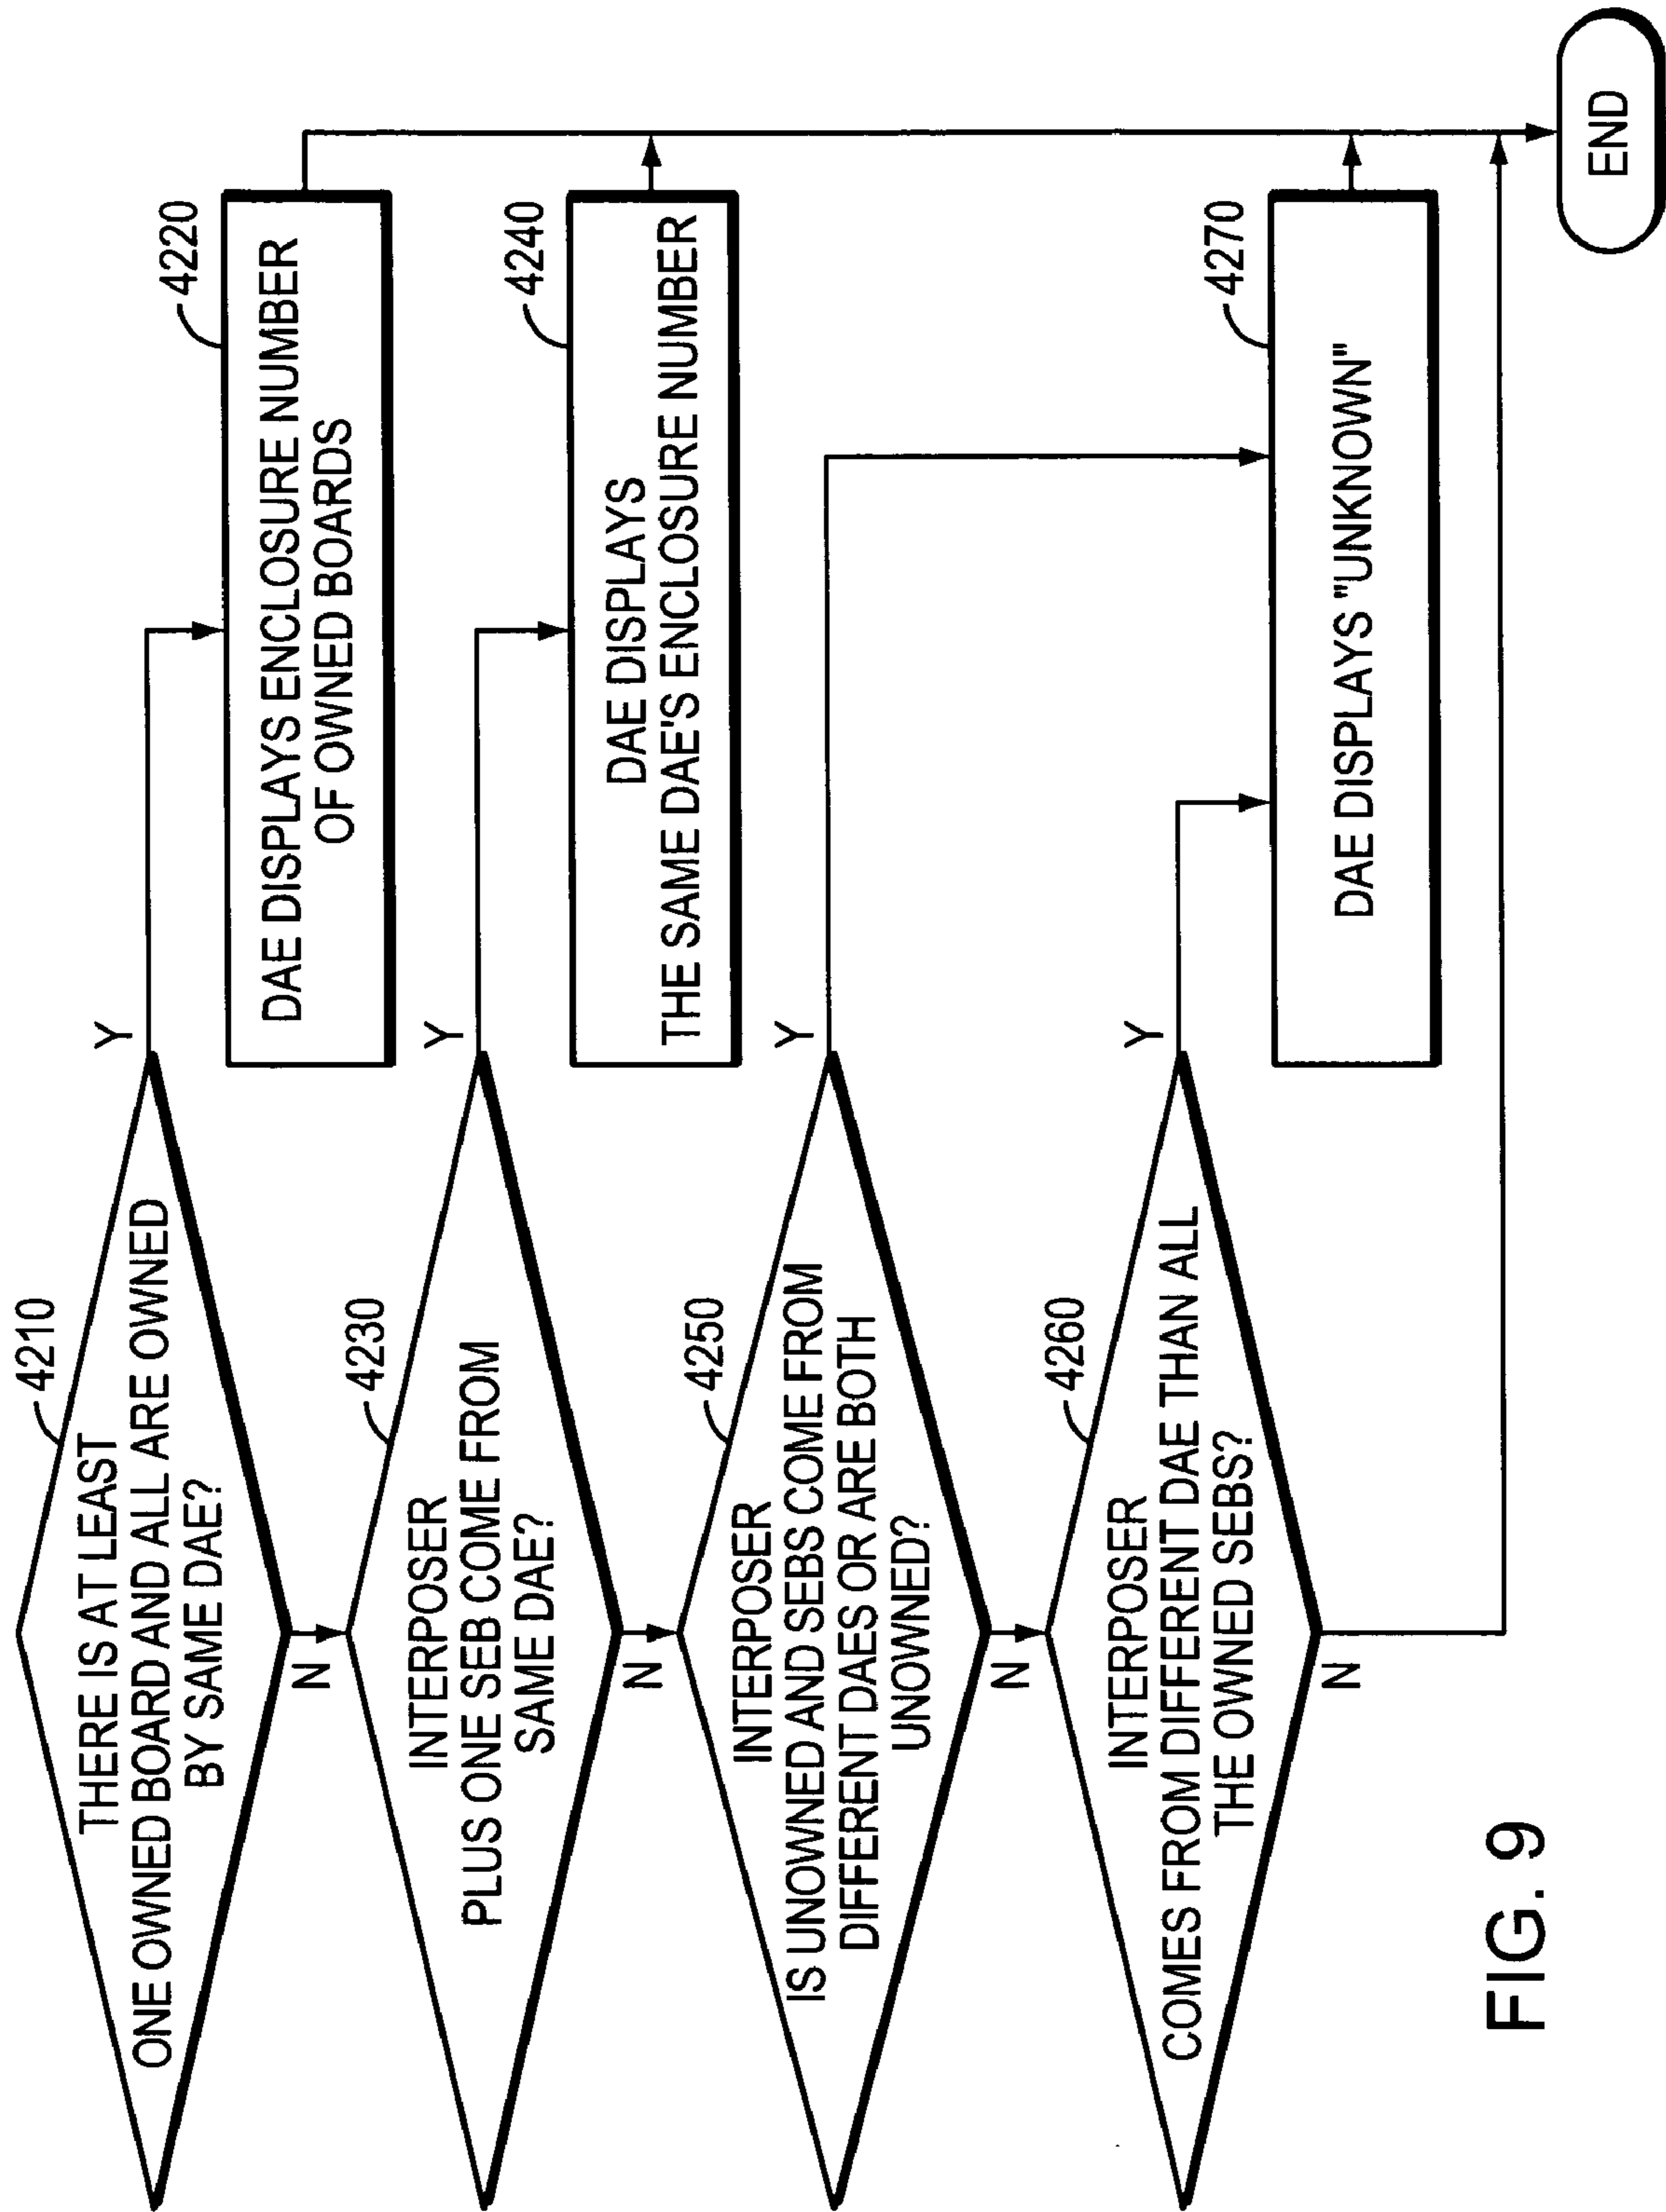 4210
THERE IS AT LEAST
ONE OWNED BOARD AND ALL ARE OWNED
BY SAME DAE?
Y
N
4220
DAE DISPLAYS ENCLOSURE NUMBER
OF OWNED BOARDS
4230
INTERPOSER
PLUS ONE SEB COME FROM
SAME DAE?
Y
N
4240
DAE DISPLAYS
THE SAME DAE'S ENCLOSURE NUMBER
4250
INTERPOSER
IS UNOWNED AND SEBS COME FROM
DIFFERENT DAES OR ARE BOTH
UNOWNED?
Y
N
4260
INTERPOSER
COMES FROM DIFFERENT DAE THAN ALL
THE OWNED SEBS?
Y
N
4270
DAE DISPLAYS "UNKNOWN"
END
FIG. 9